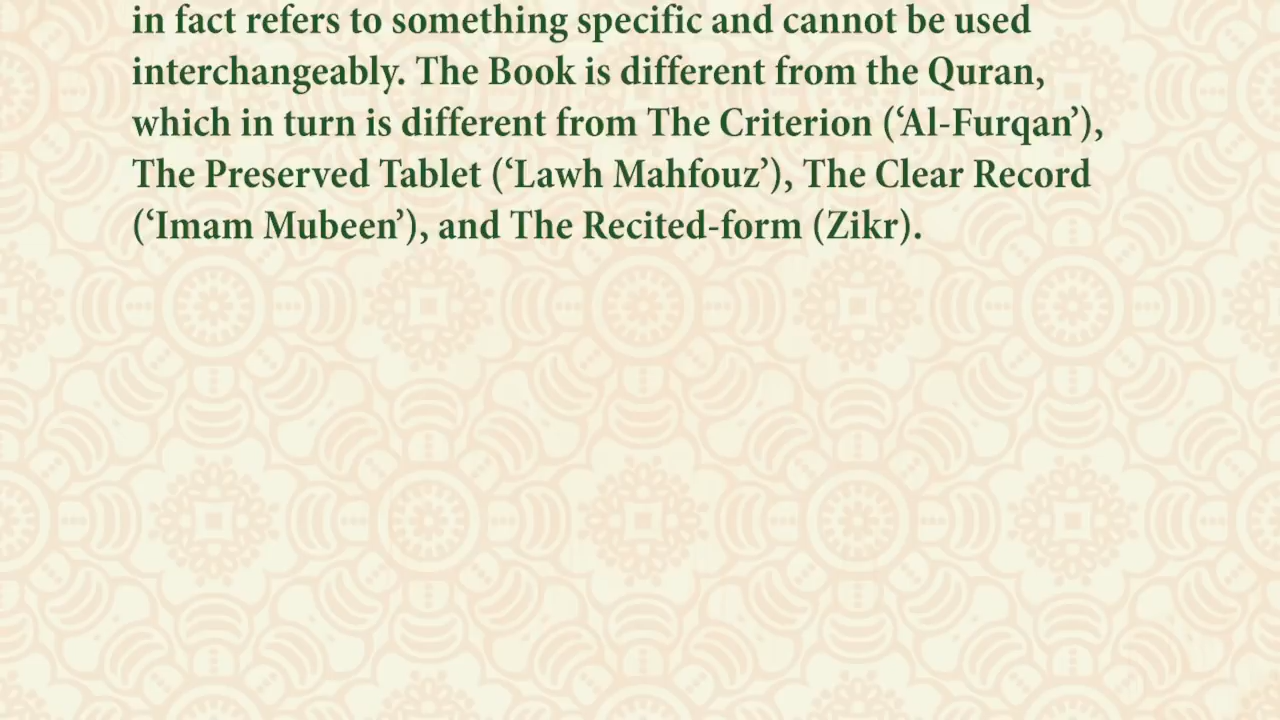 in fact refers to something specific and cannot be used
interchangeably. The Book is different from the Quran,
which in turn is different from The Criterion (‘Al-Furqan’),
The Preserved Tablet (‘Lawh Mahfouz’), The Clear Record
(‘Imam Mubeen’), and The Recited-form (Zikr).